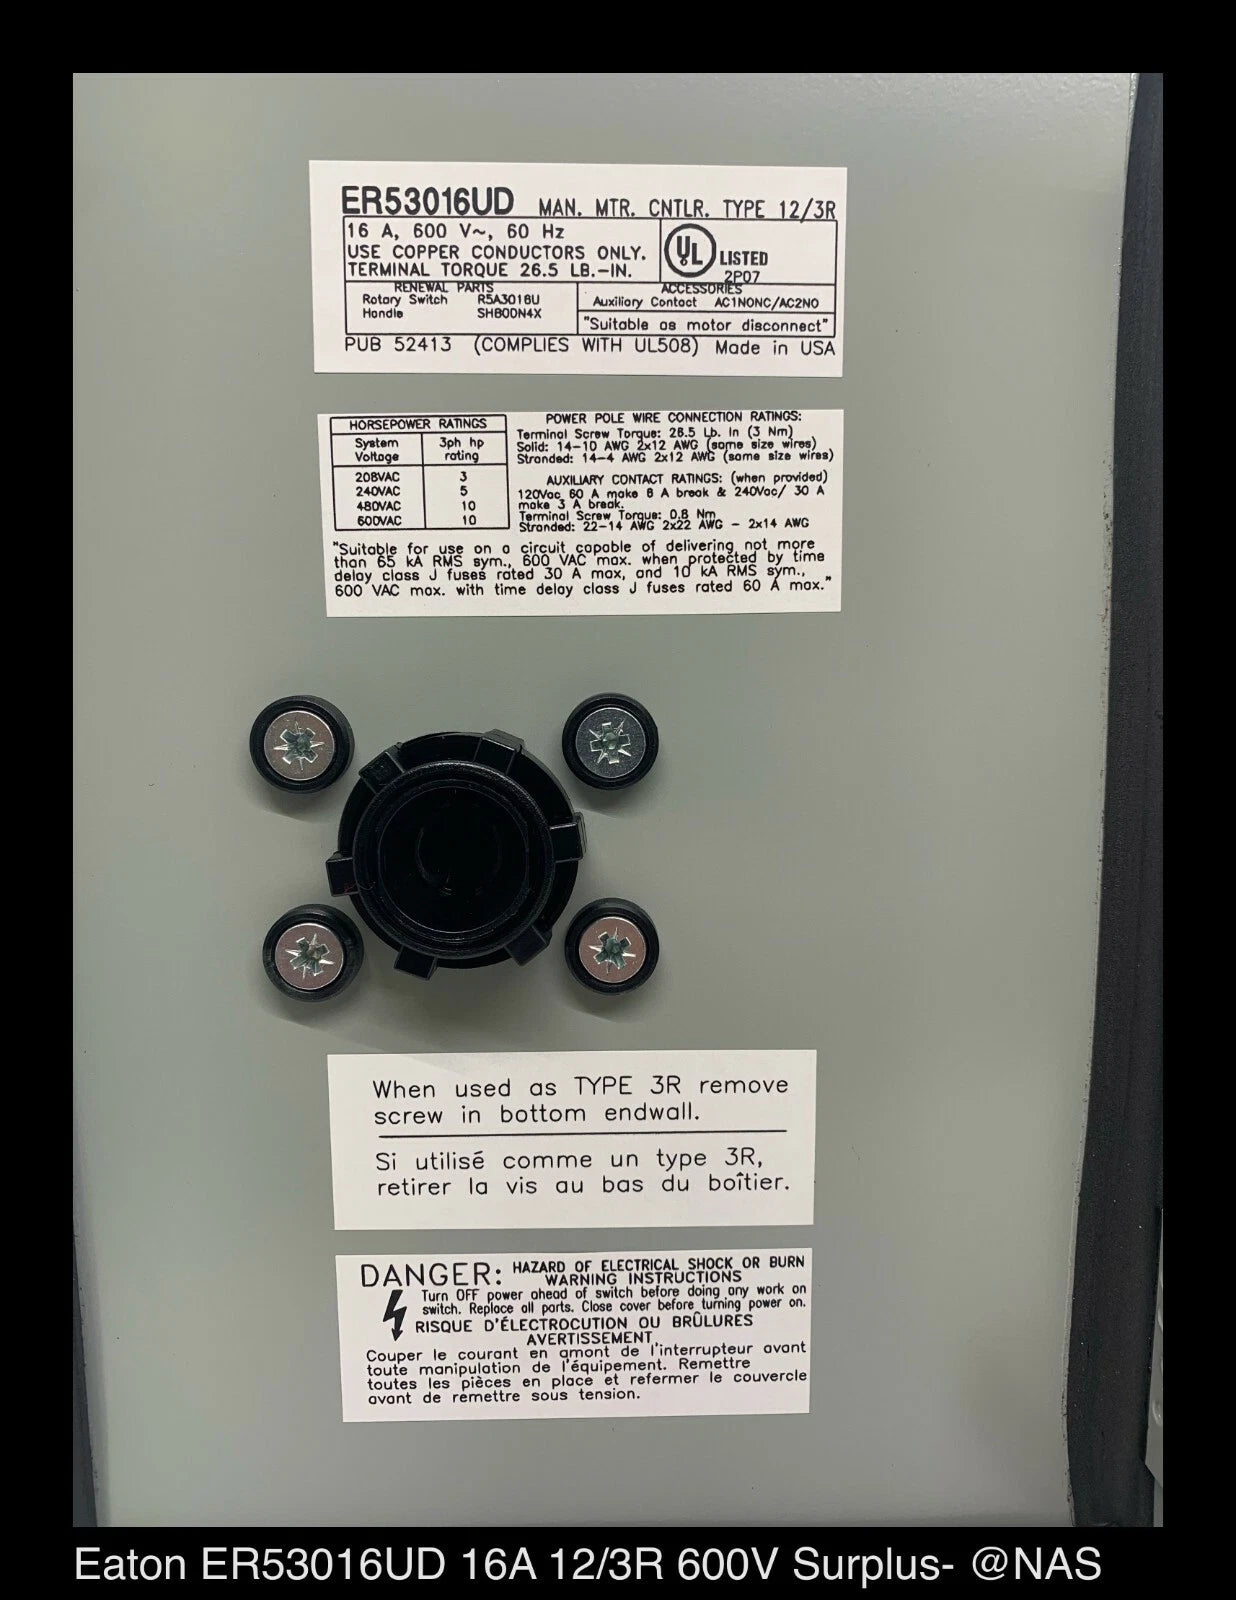 ER53016UD MAN. MTR. CNTLR. TYPE 12/3R
16 A, 600 V~, 60 Hz
USE COPPER CONDUCTORS ONLY.
TERMINAL TORQUE 26.5 LB.-IN.
UL LISTED
2P07
RENEWAL PARTS
Rotary Switch R5A3016U
Handle SHB00N4X
ACCESSORIES
Auxiliary Contact AC1NONC/AC2NO
"Suitable as motor disconnect"
PUB 52413 (COMPLIES WITH UL508) Made in USA
HORSEPOWER RATINGS
System Voltage 3ph hp rating
208VAC 3
240VAC 5
480VAC 10
600VAC 10
POWER POLE WIRE CONNECTION RATINGS:
Terminal Screw Torque: 26.5 Lb. In (3 Nm)
Solid: 14-10 AWG 2x12 AWG (same size wires)
Stranded: 14-4 AWG 2x12 AWG (same size wires)
AUXILIARY CONTACT RATINGS: (when provided)
120Vac 60 A make 6 A break & 240Vac/ 30 A
make 3 A break.
Terminal Screw Torque: 0.8 Nm
Stranded: 22-14 AWG 2x22 AWG - 2x14 AWG
"Suitable for use on a circuit capable of delivering not more
than 65 kA RMS sym., 600 VAC max. when protected by time
delay class J fuses rated 30 A max, and 10 kA RMS sym.,
600 VAC max. with time delay class J fuses rated 60 A max."
When used as TYPE 3R remove
screw in bottom endwall.
Si utilisé comme un type 3R,
retirer la vis au bas du boîtier.
DANGER: HAZARD OF ELECTRICAL SHOCK OR BURN
WARNING INSTRUCTIONS
Turn OFF power ahead of switch before doing any work on
switch. Replace all parts. Close cover before turning power on.
RISQUE D'ÉLECTROCUTION OU BRÛLURES
AVERTISSEMENT
Couper le courant en amont de l'interrupteur avant
toute manipulation de l'équipement. Remettre
toutes les pièces en place et refermer le couvercle
avant de remettre sous tension.
Eaton ER53016UD 16A 12/3R 600V Surplus- @NAS